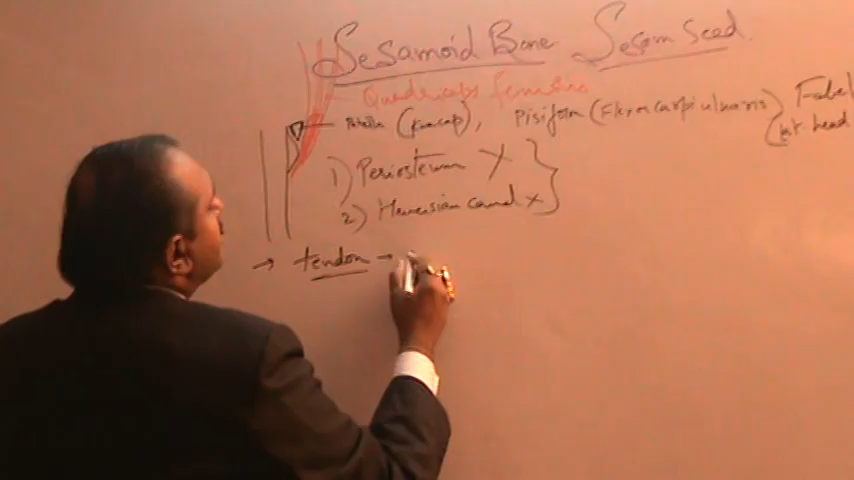 Sesamoid Bone Sesam Seed
Quadriceps femoris
Patella (Kneecap), Pisiform (Flexor carpi ulnaris) Fabel
lat. head
1) Periosteum X
2) Haversian canal x
→ tendon →